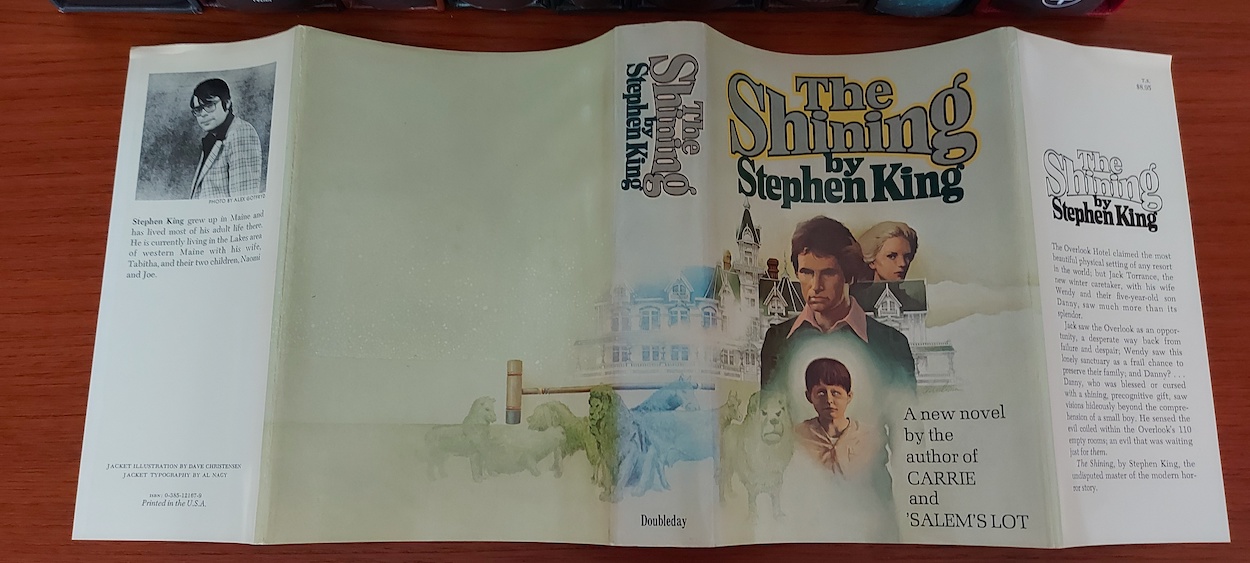 PHOTO BY ALEX GOTFRYD
Stephen King grew up in Maine and
has lived most of his adult life there.
He is currently living in the Lakes area
of western Maine with his wife,
Tabitha, and their two children, Naomi
and Joe.
JACKET ILLUSTRATION BY DAVE CHRISTENSEN
JACKET TYPOGRAPHY BY AL NAGY
ISBN: 0-385-12167-9
Printed in the U.S.A.
The
Shining
by
Stephen King
Doubleday
The
Shining
by
Stephen King
A new novel
by the
author of
CARRIE
and
'SALEM'S LOT
T.S.
$8.95
The
Shining
by
Stephen King
The Overlook Hotel claimed the most
beautiful physical setting of any resort
in the world; but Jack Torrance, the
new winter caretaker, with his wife
Wendy and their five-year-old son
Danny, saw much more than its
splendor.
Jack saw the Overlook as an oppor-
tunity, a desperate way back from
failure and despair; Wendy saw this
lonely sanctuary as a frail chance to
preserve their family; and Danny? . . .
Danny, who was blessed or cursed
with a shining, precognitive gift, saw
visions hideously beyond the compre-
hension of a small boy. He sensed the
evil coiled within the Overlook's 110
empty rooms; an evil that was waiting
just for them.
The Shining, by Stephen King, the
undisputed master of the modern hor-
ror story.